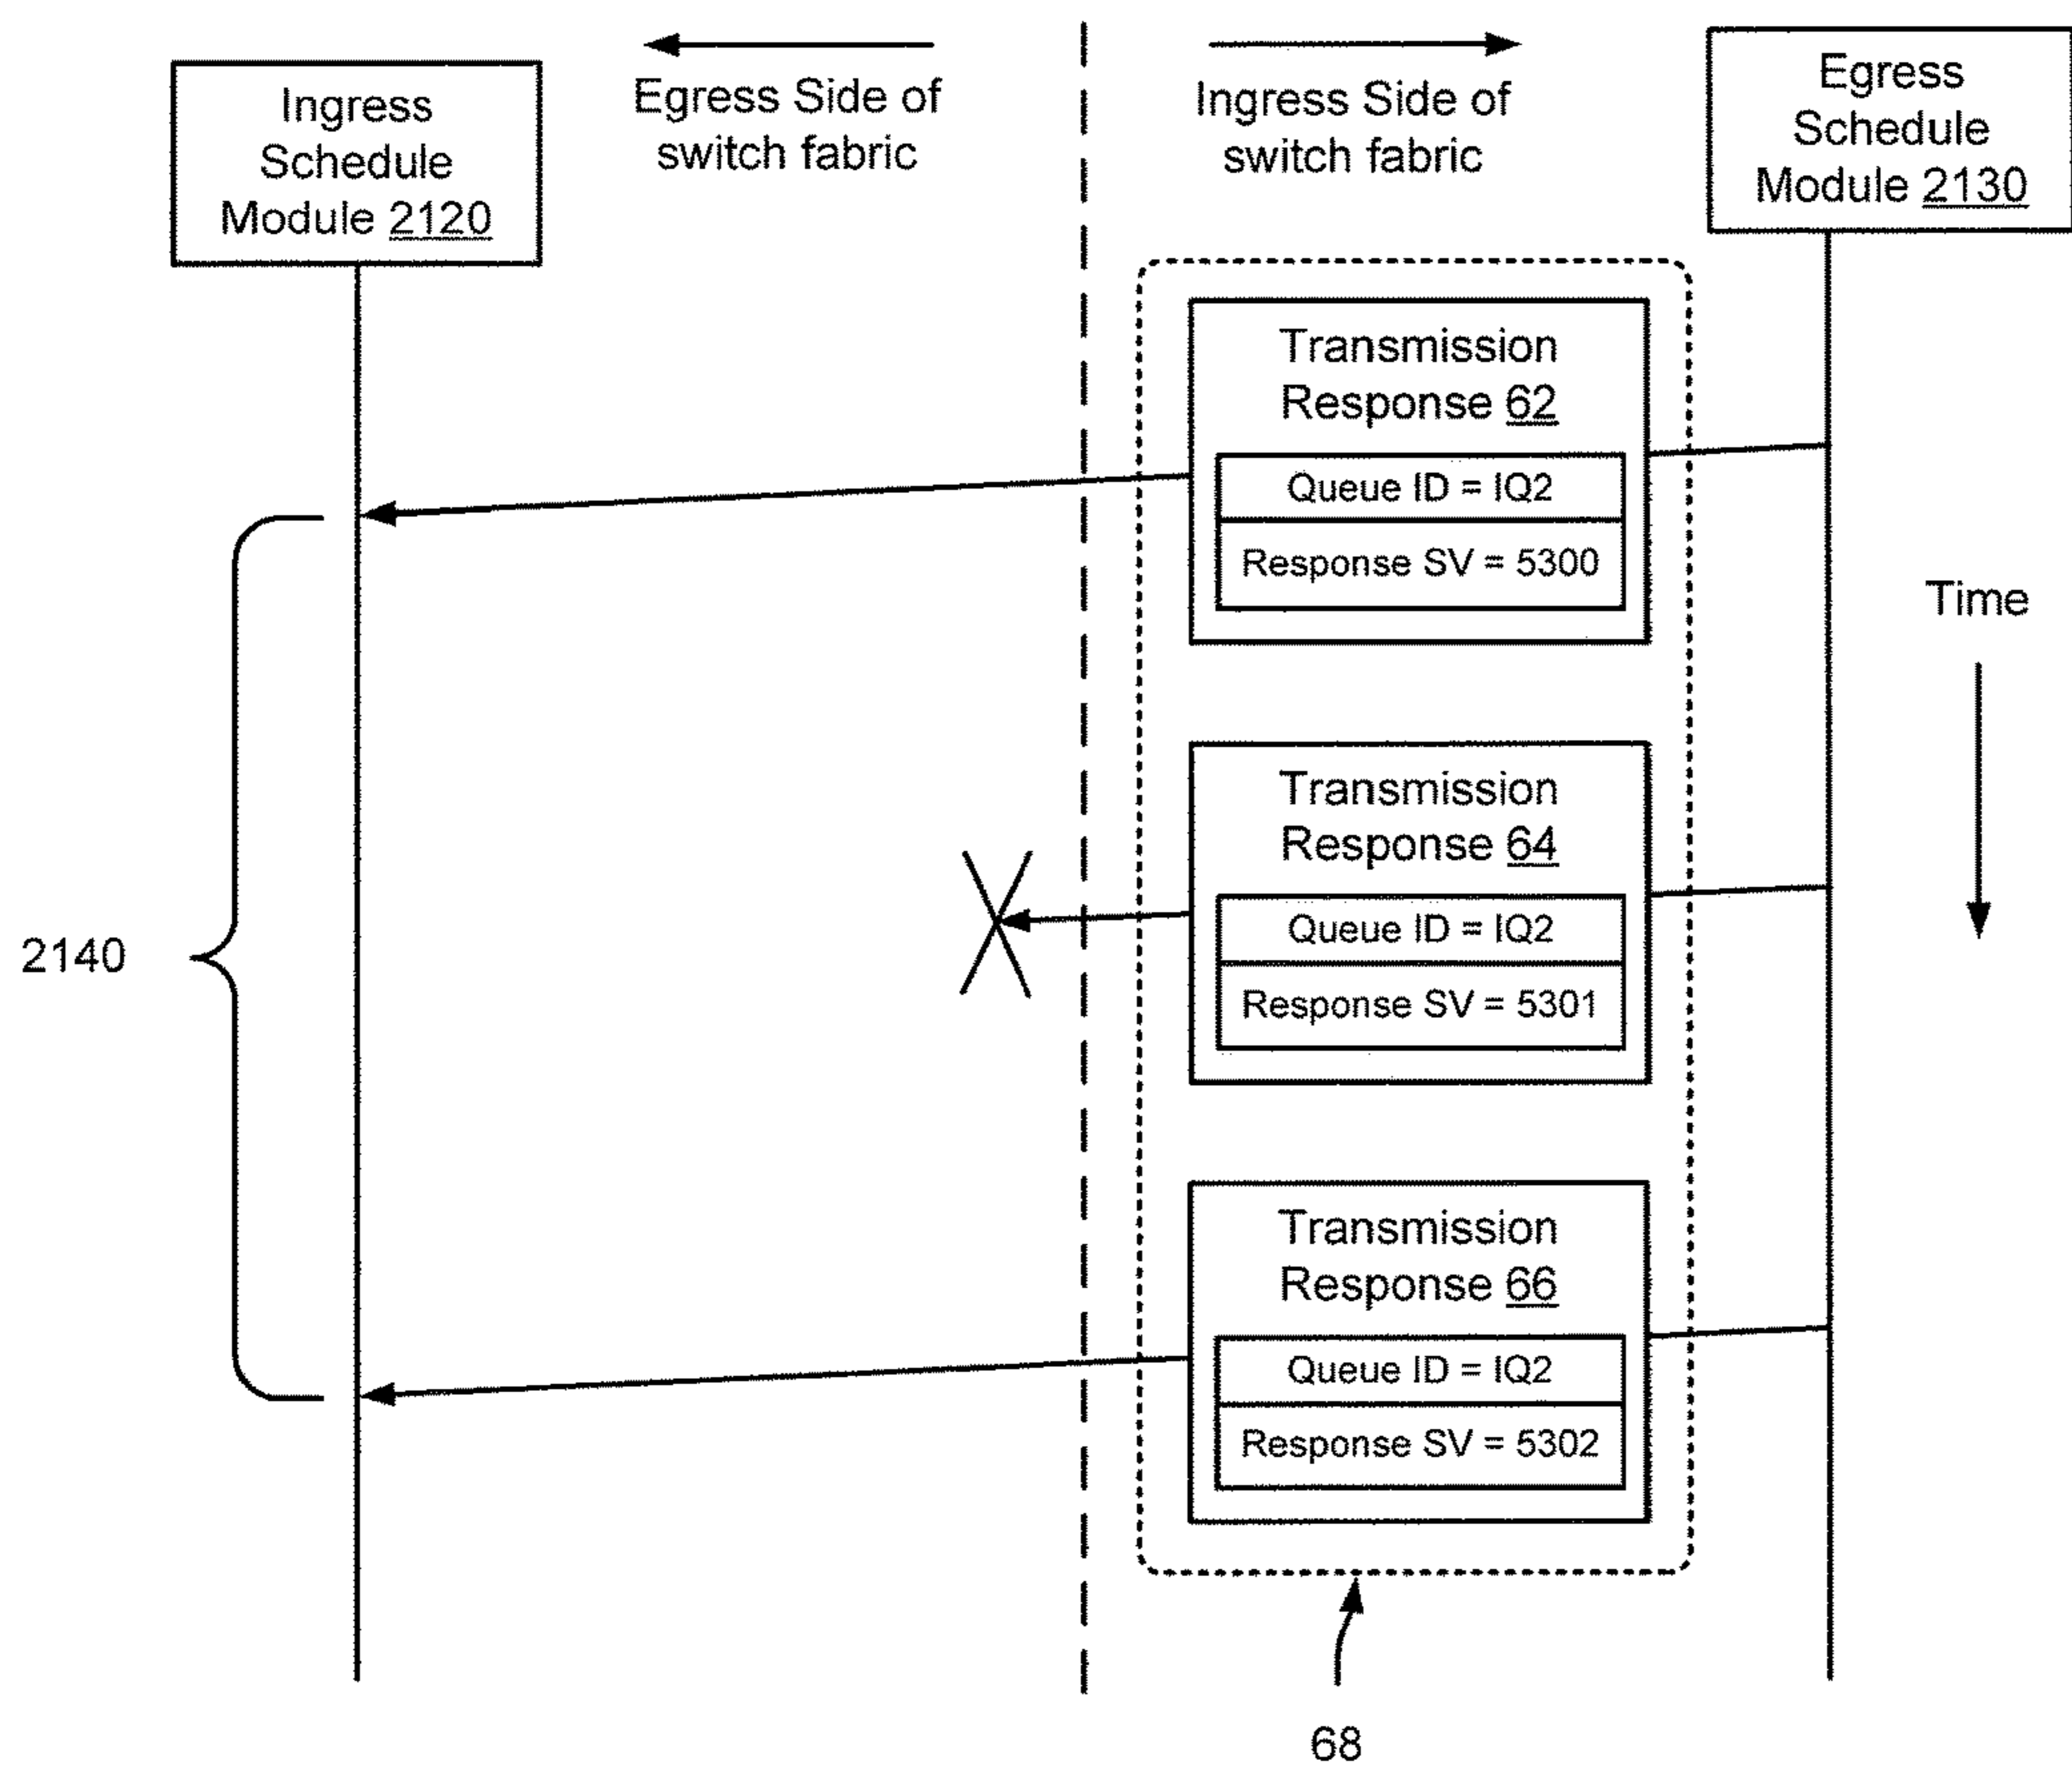 Ingress
Schedule
Module 2120
Egress Side of
switch fabric
Ingress Side of
switch fabric
Egress
Schedule
Module 2130
Transmission
Response 62
Queue ID = IQ2
Response SV = 5300
Time
Transmission
Response 64
Queue ID = IQ2
Response SV = 5301
2140
Transmission
Response 66
Queue ID = IQ2
Response SV = 5302
68